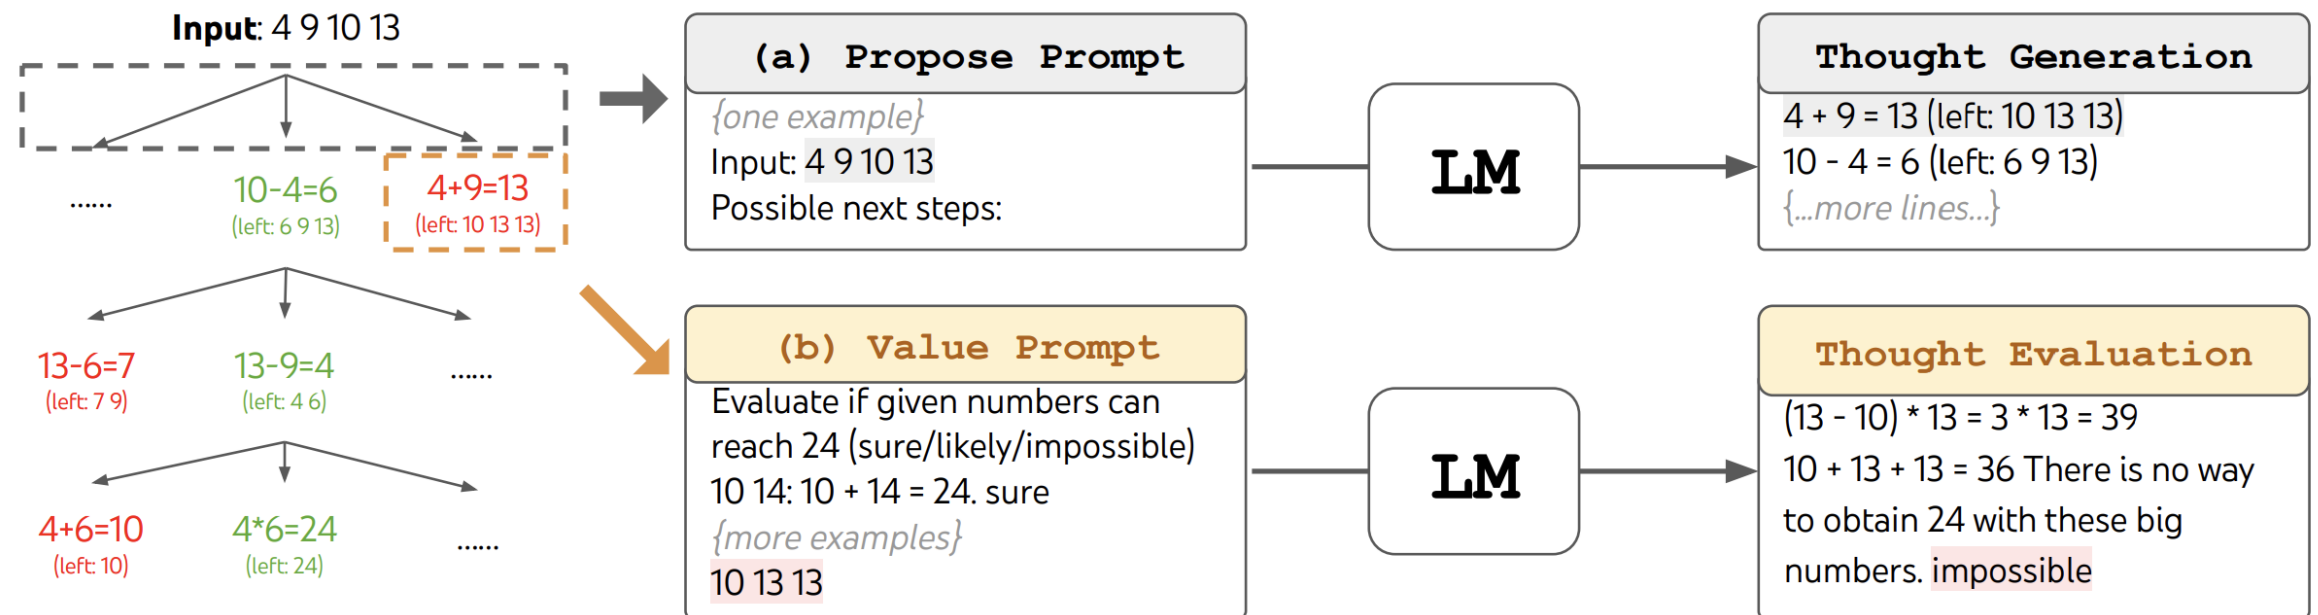 Input: 4 9 10 13
......
10-4=6
(left: 6 9 13)
4+9=13
(left: 10 13 13)
13-6=7
(left: 7 9)
13-9=4
(left: 4 6)
......
4+6=10
(left: 10)
4*6=24
(left: 24)
......
(a) Propose Prompt
{one example}
Input: 4 9 10 13
Possible next steps:
LM
Thought Generation
4 + 9 = 13 (left: 10 13 13)
10 - 4 = 6 (left: 6 9 13)
{...more lines...}
(b) Value Prompt
Evaluate if given numbers can
reach 24 (sure/likely/impossible)
10 14: 10 + 14 = 24. sure
{more examples}
10 13 13
LM
Thought Evaluation
(13 - 10) * 13 = 3 * 13 = 39
10 + 13 + 13 = 36 There is no way
to obtain 24 with these big
numbers. impossible